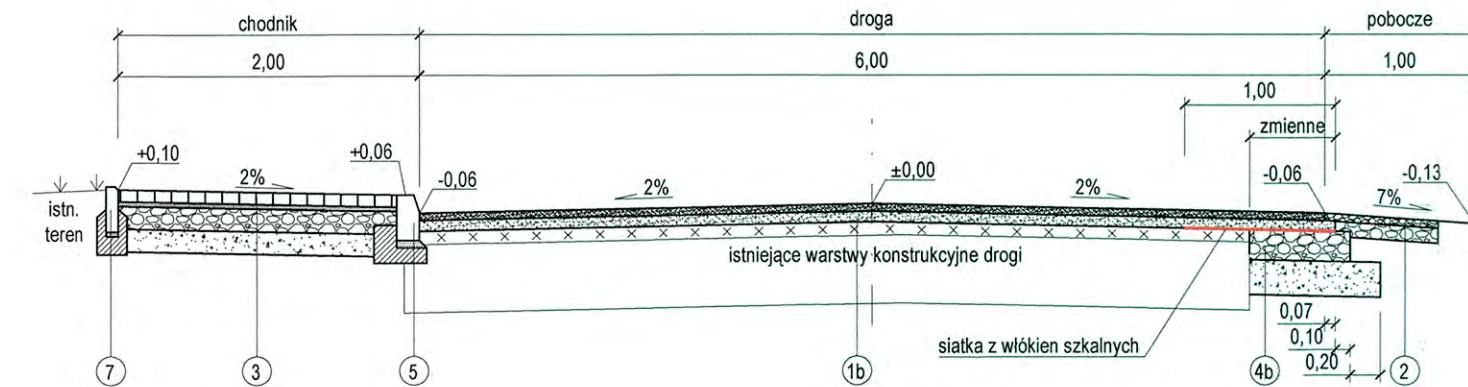 chodnik
droga
pobocze
2,00
6,00
1,00
1,00
zmienne
+0,10
+0,06
2%
-0,06
2%
±0,00
2%
-0,06
-0,13
7%
istn.
teren
istniejące warstwy konstrukcyjne drogi
siatka z włókien szkalnych
0,07
0,10
0,20
7
3
5
1b
4b
2